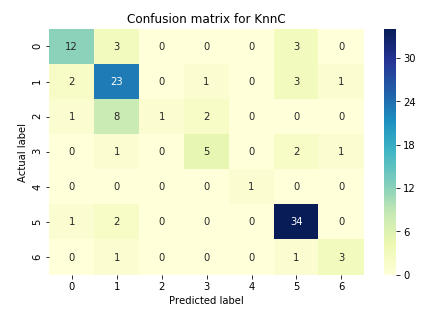 Confusion matrix for KnnC
0 12 3 0 0 0 3 0
1 2 23 0 1 0 3 1
2 1 8 1 2 0 0 0
3 0 1 0 5 0 2 1
4 0 0 0 0 1 0 0
5 1 2 0 0 0 34 0
6 0 1 0 0 0 1 3
0 1 2 3 4 5 6
Predicted label
Actual label
30
24
18
12
6
0